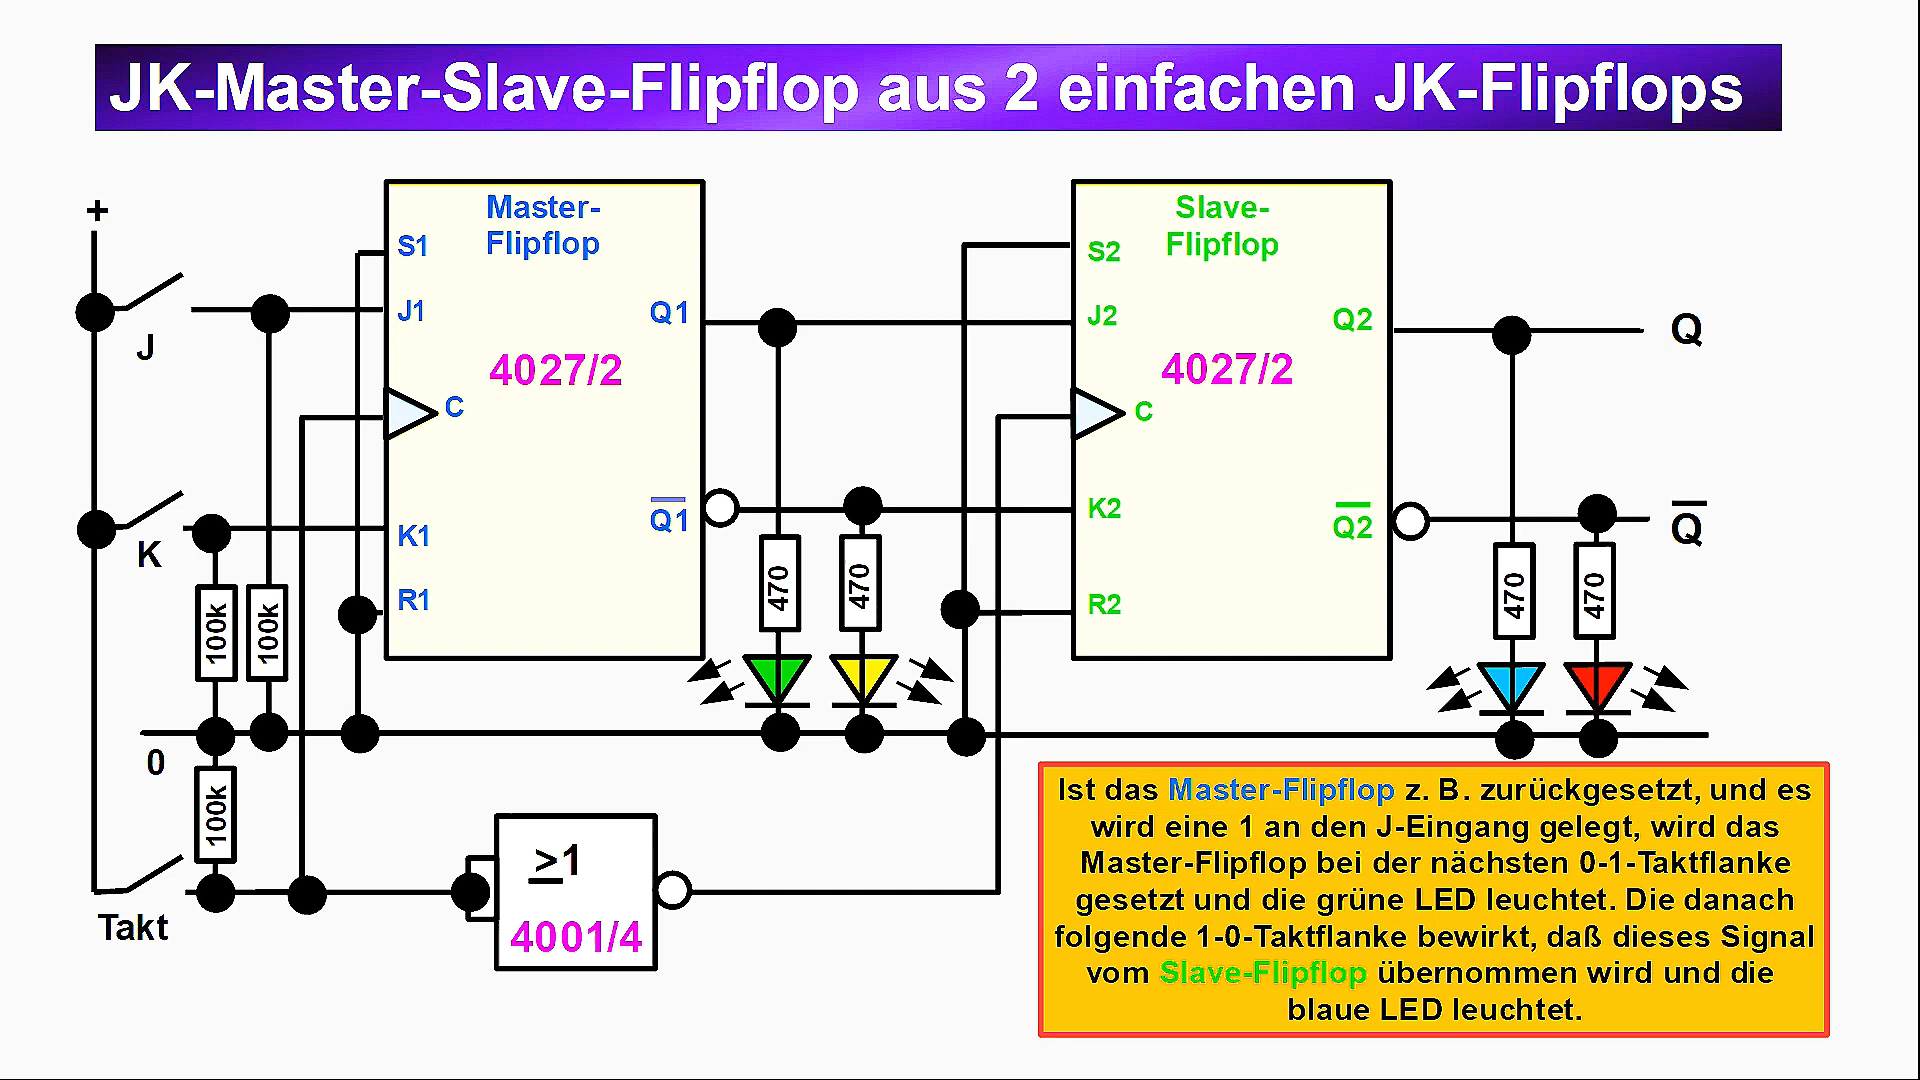 JK-Master-Slave-Flipflop aus 2 einfachen JK-Flipflops
+
J
K
0
Takt
100k
100k
100k
Master-
Flipflop
S1
J1
Q1
4027/2
C
K1
Q1
R1
470
470
≥1
4001/4
Slave-
Flipflop
S2
J2
Q2
4027/2
C
K2
Q2
R2
470
470
Q
Q
Ist das Master-Flipflop z. B. zurückgesetzt, und es
wird eine 1 an den J-Eingang gelegt, wird das
Master-Flipflop bei der nächsten 0-1-Taktflanke
gesetzt und die grüne LED leuchtet. Die danach
folgende 1-0-Taktflanke bewirkt, daß dieses Signal
vom Slave-Flipflop übernommen wird und die
blaue LED leuchtet.